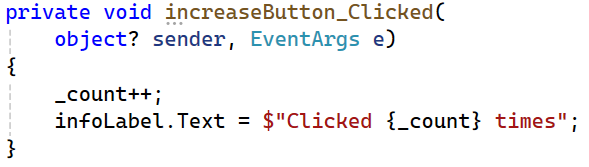 private void increaseButton_Clicked(
    object? sender, EventArgs e)
{
    _count++;
    infoLabel.Text = $"Clicked {_count} times";
}